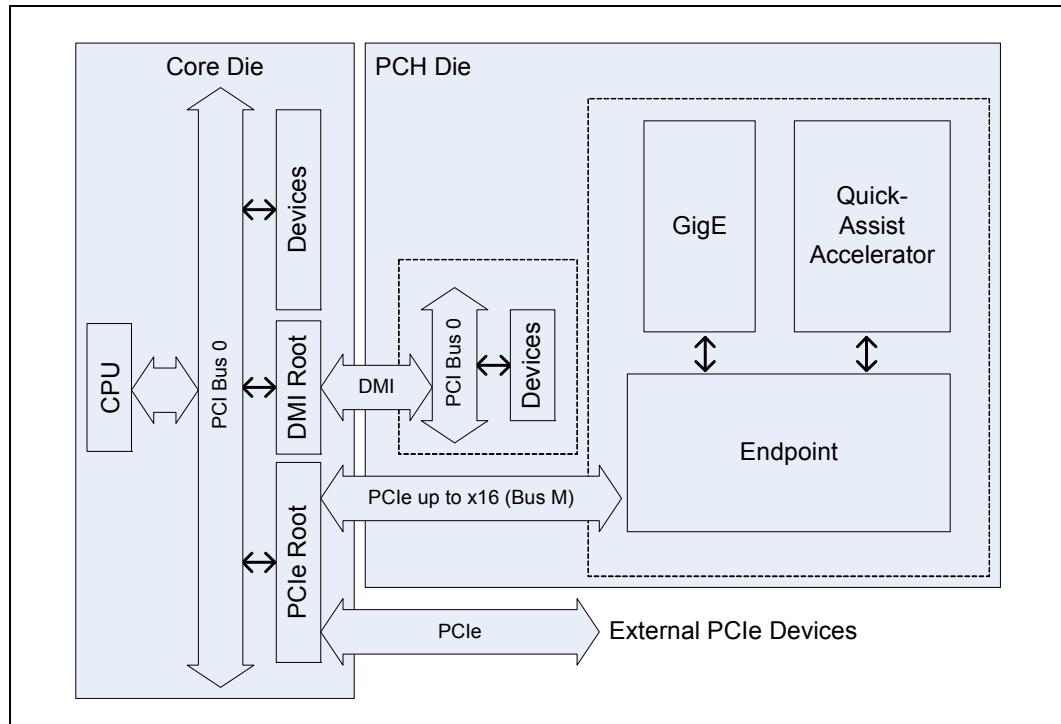 Core Die
PCH Die
CPU
PCI Bus 0
Devices
DMI Root
PCIe Root
DMI
PCI Bus 0
Devices
GigE
Quick-
Assist
Accelerator
Endpoint
PCIe up to x16 (Bus M)
PCIe
External PCIe Devices